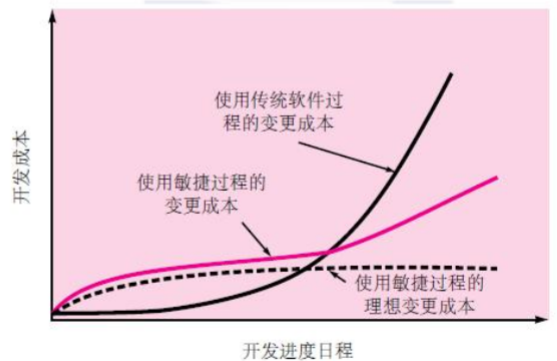 使用传统软件过
程的变更成本
使用敏捷过程的
变更成本
使用敏捷过程的
理想变更成本
开发成本
开发进度日程